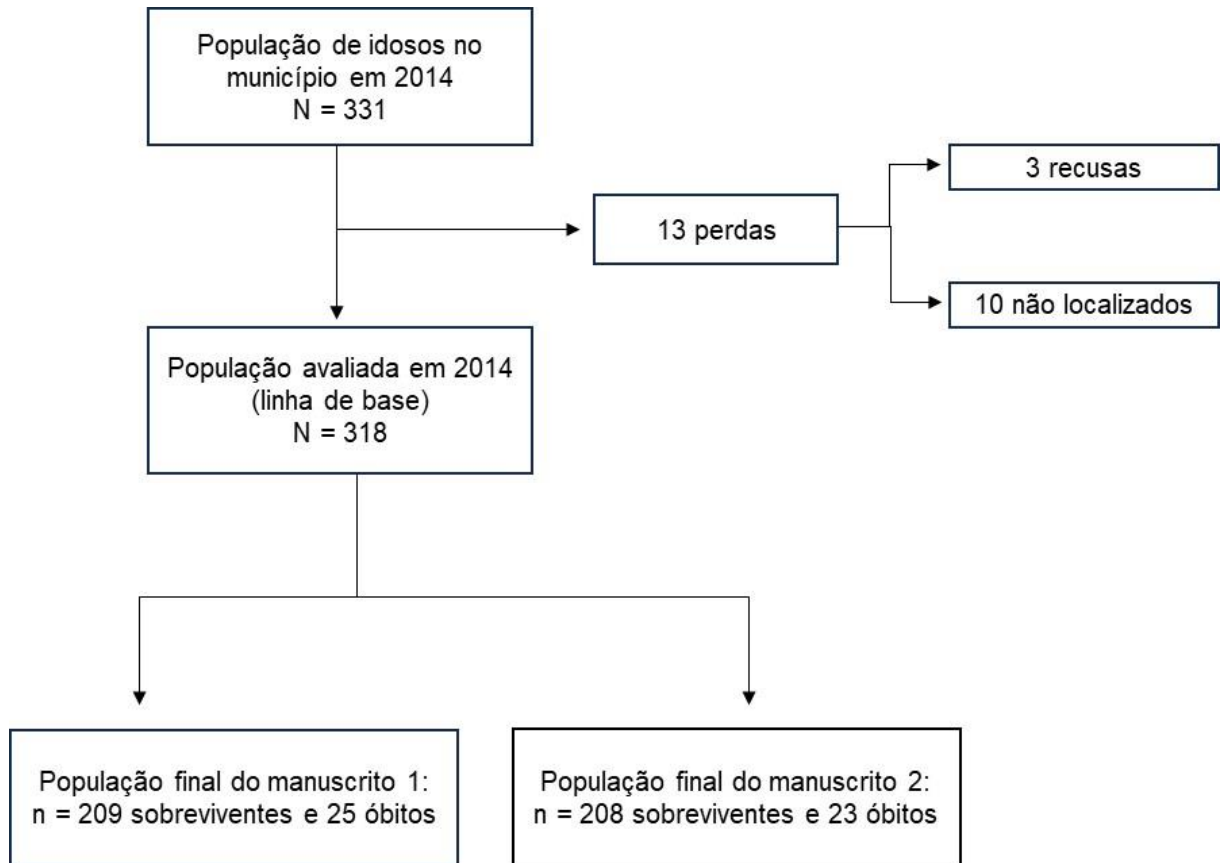 População de idosos no
município em 2014
N = 331
3 recusas
13 perdas
10 não localizados
População avaliada em 2014
(linha de base)
N = 318
População final do manuscrito 1:
n = 209 sobreviventes e 25 óbitos
População final do manuscrito 2:
n = 208 sobreviventes e 23 óbitos